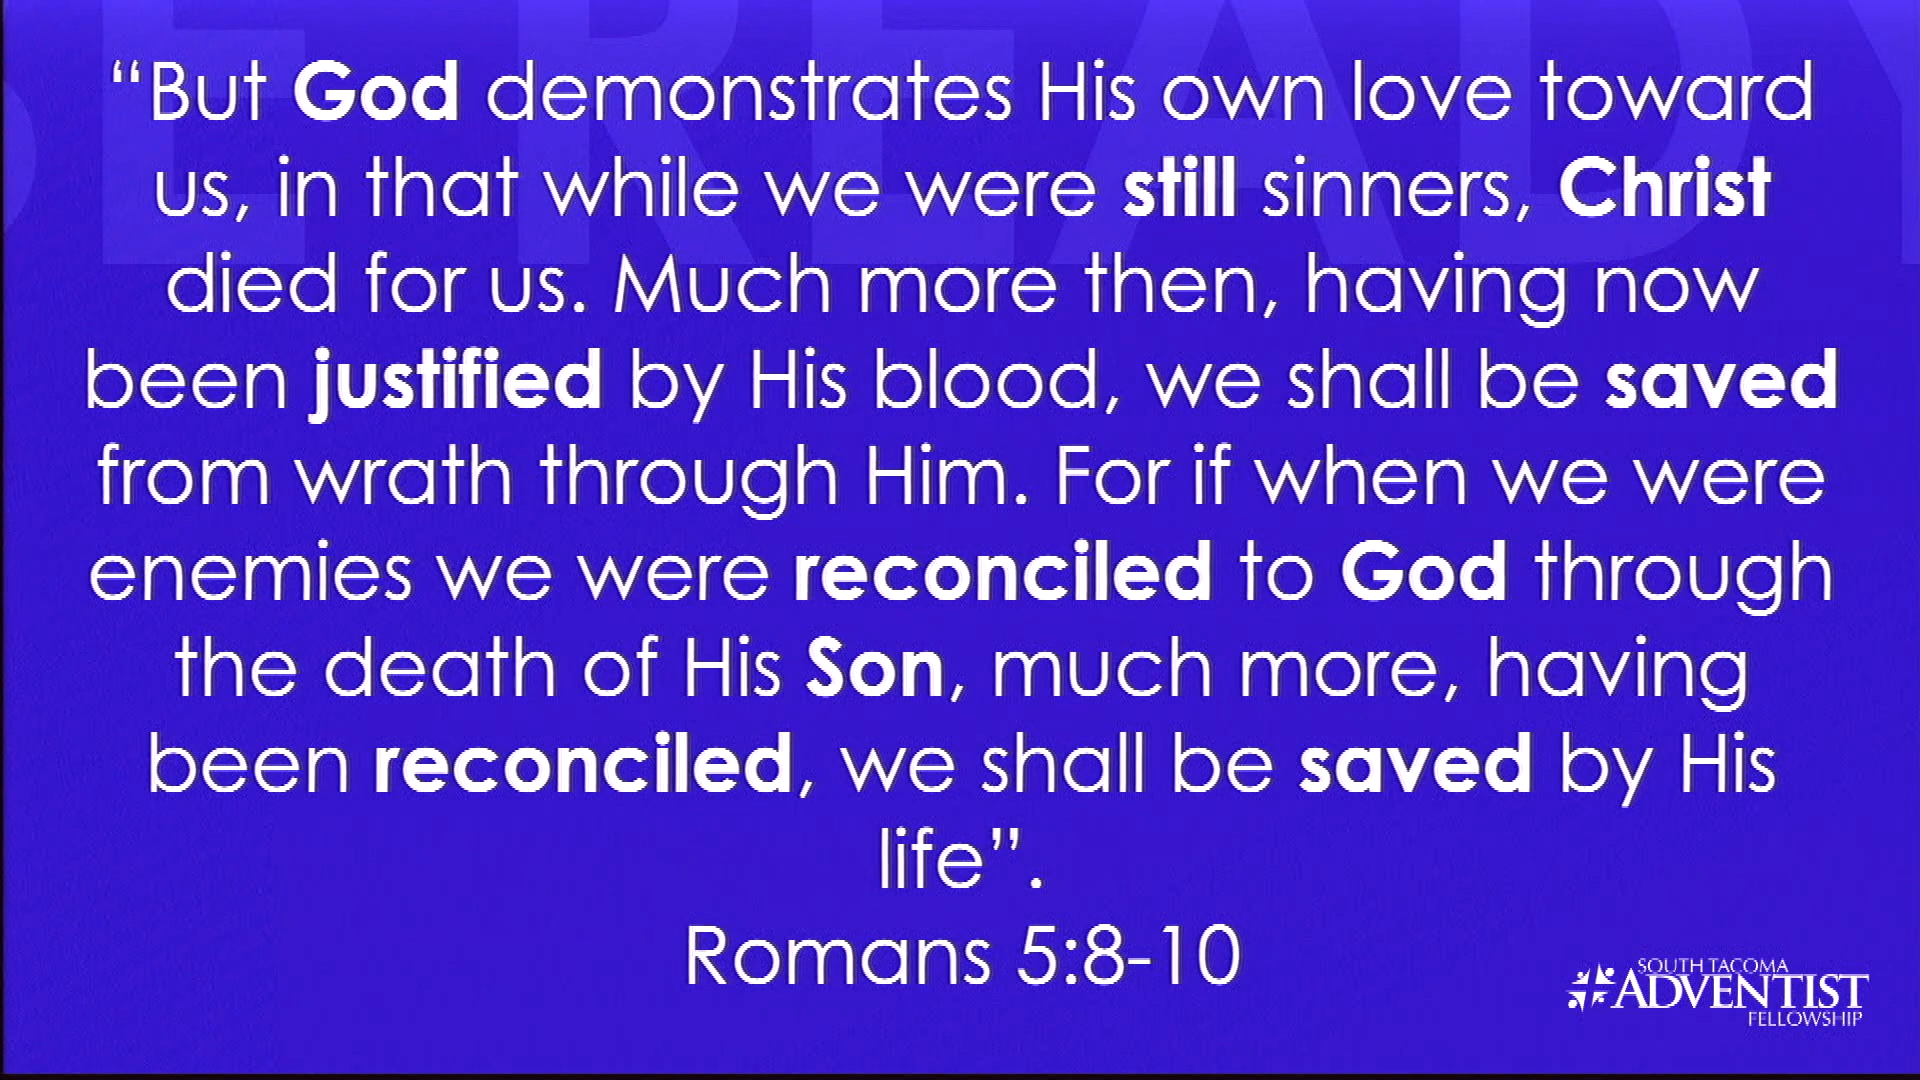 BE READY
“But God demonstrates His own love toward
us, in that while we were still sinners, Christ
died for us. Much more then, having now
been justified by His blood, we shall be saved
from wrath through Him. For if when we were
enemies we were reconciled to God through
the death of His Son, much more, having
been reconciled, we shall be saved by His
life”.
Romans 5:8-10
SOUTH TACOMA
ADVENTIST
FELLOWSHIP